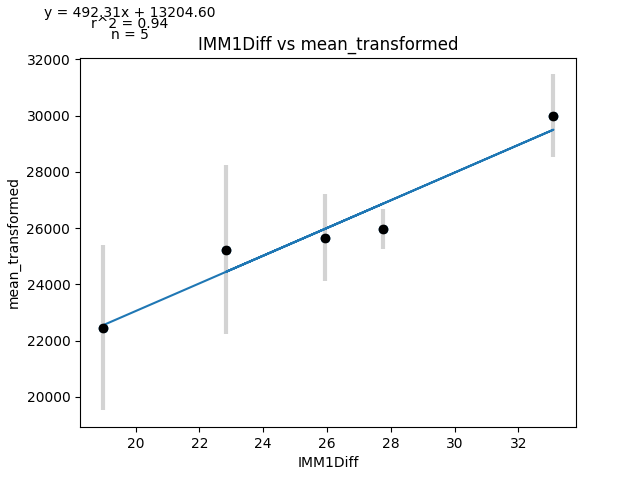 y = 492.31x + 13204.60
r^2 = 0.94
n = 5
IMM1Diff vs mean_transformed
32000
30000
28000
26000
24000
22000
20000
mean_transformed
20 22 24 26 28 30 32
IMM1Diff